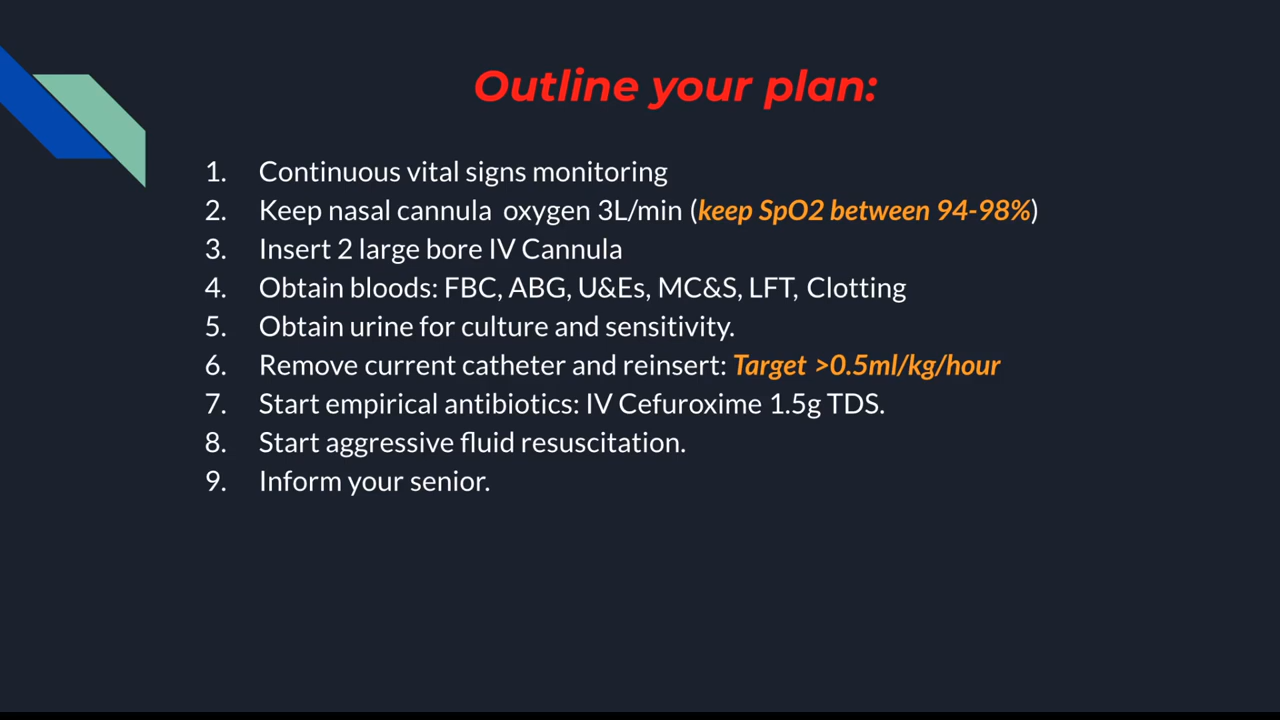 Outline your plan:
1. Continuous vital signs monitoring
2. Keep nasal cannula oxygen 3L/min (keep SpO2 between 94-98%)
3. Insert 2 large bore IV Cannula
4. Obtain bloods: FBC, ABG, U&Es, MC&S, LFT, Clotting
5. Obtain urine for culture and sensitivity.
6. Remove current catheter and reinsert: Target >0.5ml/kg/hour
7. Start empirical antibiotics: IV Cefuroxime 1.5g TDS.
8. Start aggressive fluid resuscitation.
9. Inform your senior.